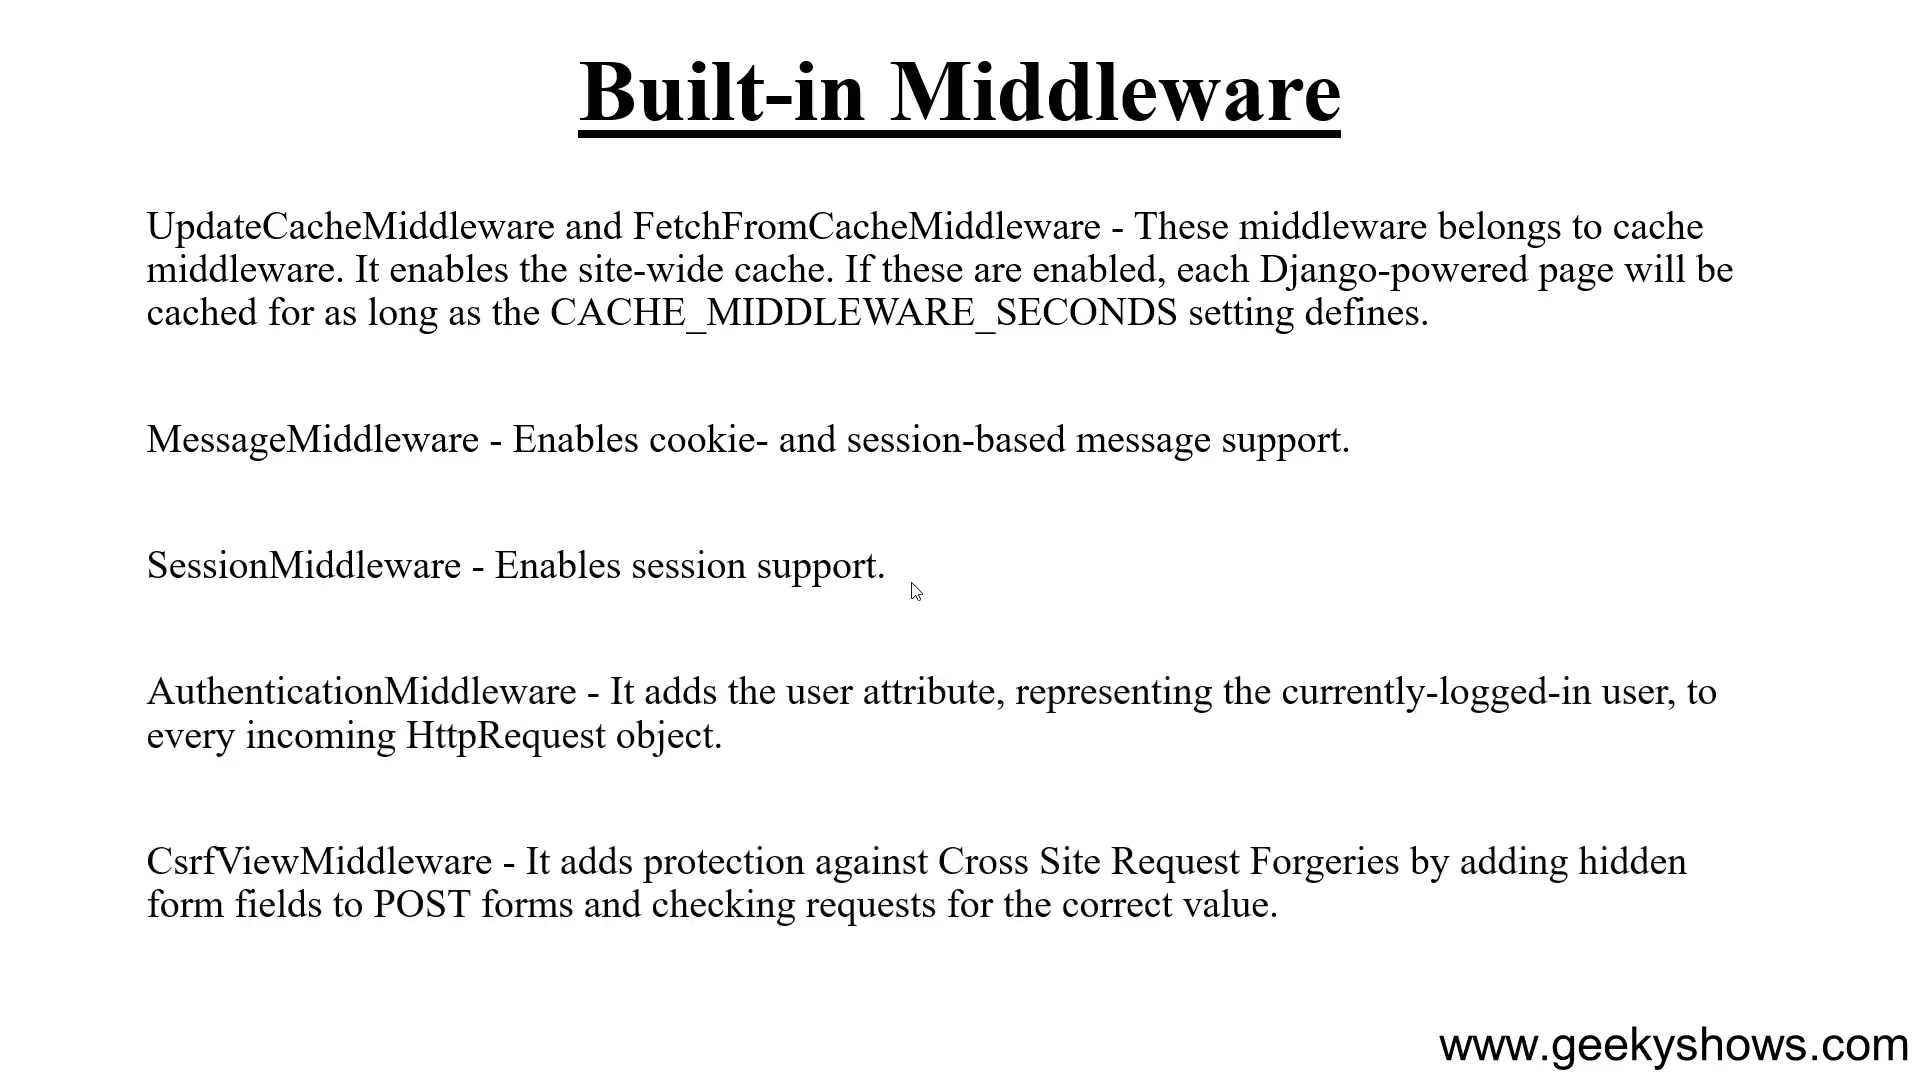 Built-in Middleware
UpdateCacheMiddleware and FetchFromCacheMiddleware - These middleware belongs to cache
middleware. It enables the site-wide cache. If these are enabled, each Django-powered page will be
cached for as long as the CACHE_MIDDLEWARE_SECONDS setting defines.
MessageMiddleware - Enables cookie- and session-based message support.
SessionMiddleware - Enables session support.
AuthenticationMiddleware - It adds the user attribute, representing the currently-logged-in user, to
every incoming HttpRequest object.
CsrfViewMiddleware - It adds protection against Cross Site Request Forgeries by adding hidden
form fields to POST forms and checking requests for the correct value.
www.geekyshows.com